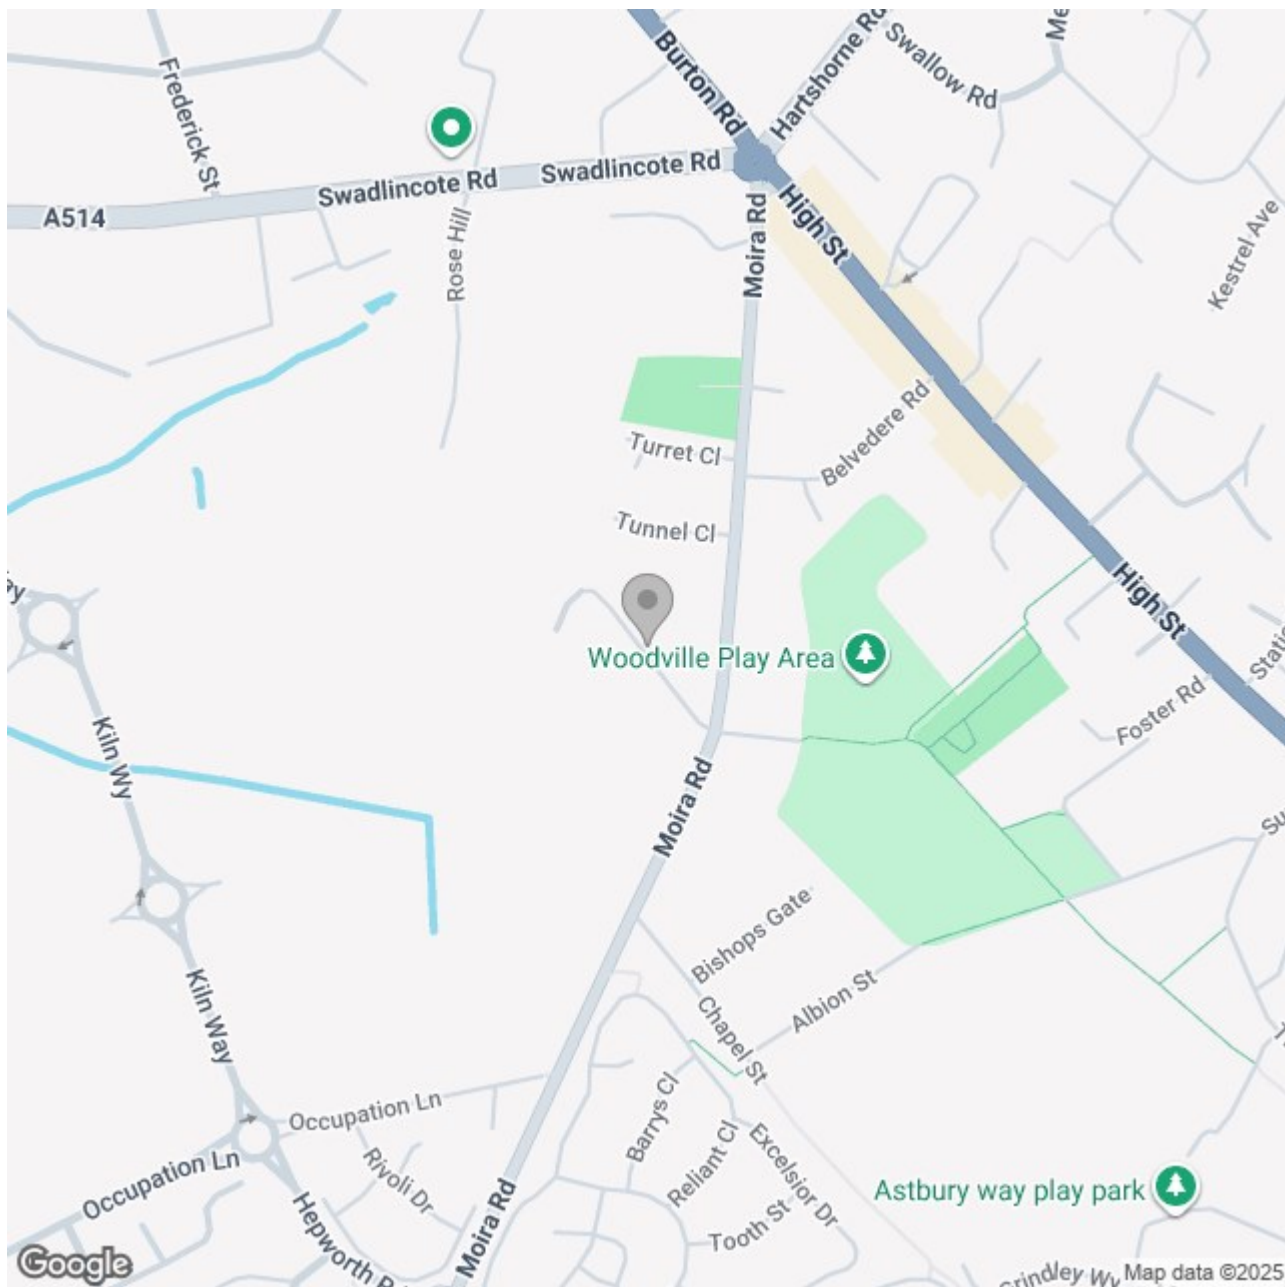 Burton Rd
Hartshorne Rd
Swallow Rd
Frederick St
Swadlincote Rd
Swadlincote Rd
A514
Rose Hill
Moira Rd
High St
Kestrel Ave
Belvedere Rd
Turret Cl
Tunnel Cl
Woodville Play Area
High St
Foster Rd
Kiln Wy
Moira Rd
Bishops Gate
Albion St
Chapel St
Kiln Way
Occupation Ln
Barrys Cl
Reliant Cl
Excelsior Dr
Occupation Ln
Rivoli Dr
Astbury way play park
Tooth St
Moira Rd
Hepworth
Google
Map data ©2025